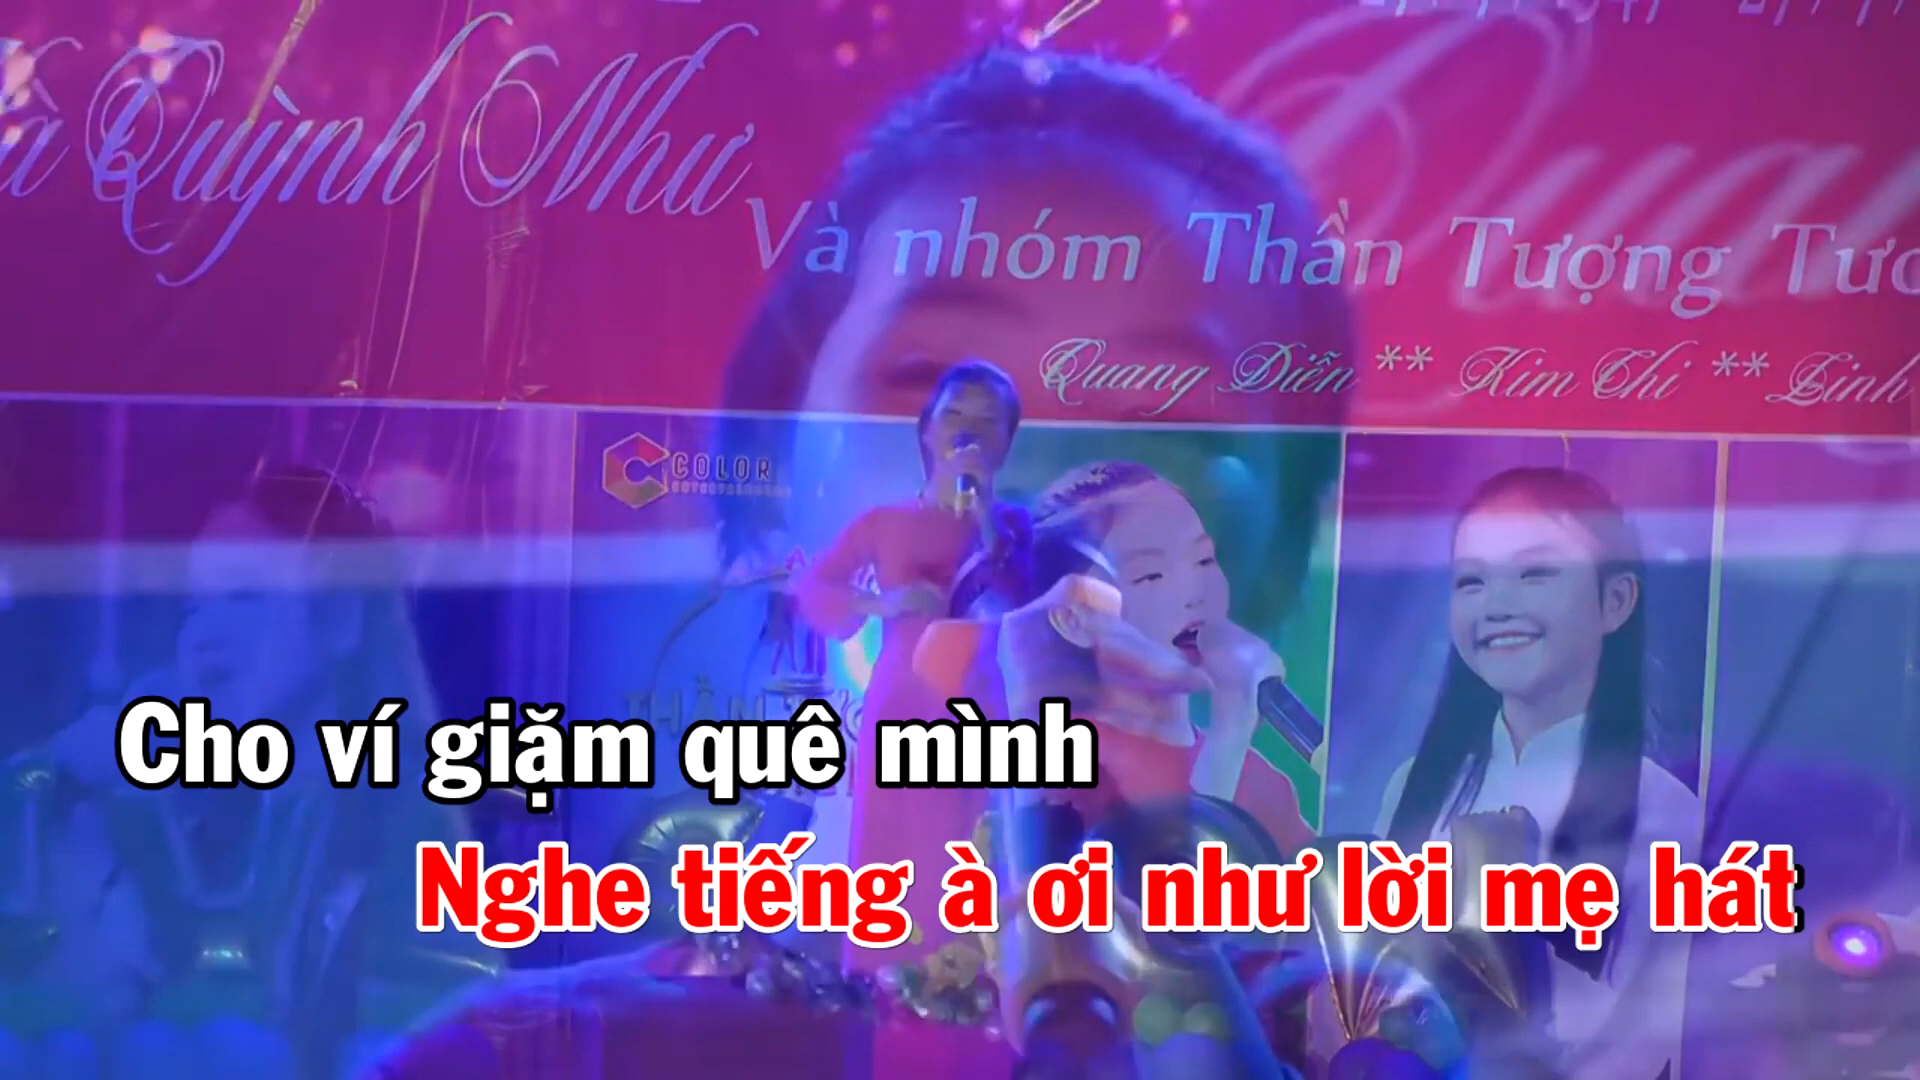 Quỳnh Như
Và nhóm Thần Tượng
Quang Diễn ** Kim Chi ** Linh
COLOR
Cho ví giặm quê mình
Nghe tiếng à ơi như lời mẹ hát